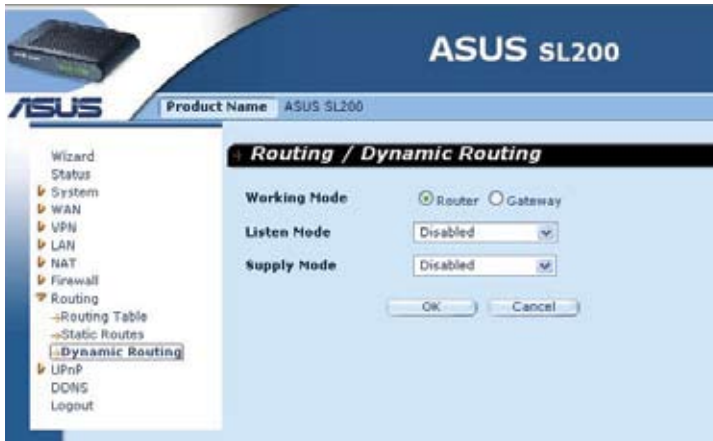 ASUS SL200
ASUS
Product Name ASUS SL200
Wizard
Status
System
WAN
VPN
LAN
NAT
Firewall
Routing
Routing Table
Static Routes
Dynamic Routing
UPnP
DDNS
Logout
Routing / Dynamic Routing
Working Mode Router Gateway
Listen Mode Disabled
Supply Mode Disabled
OK Cancel